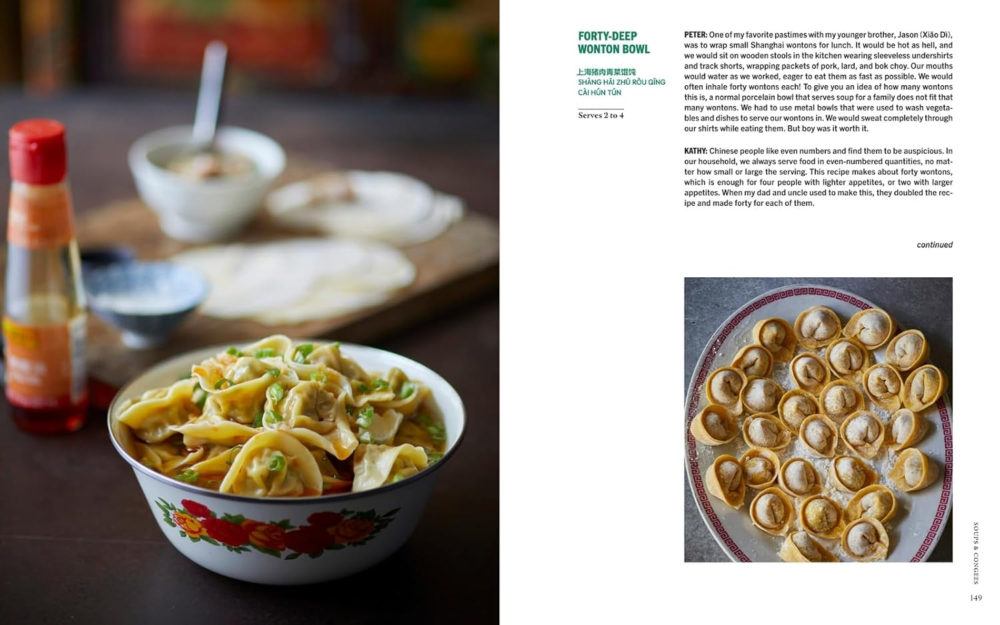 FORTY-DEEP
WONTON BOWL
上海猪肉青菜馄饨
SHÀNG HǍI ZHŪ RÒU QĪNG
CÀI HÚN TÚN
Serves 2 to 4
PETER: One of my favorite pastimes with my younger brother, Jason (Xiǎo Dì),
was to wrap small Shanghai wontons for lunch. It would be hot as hell, and
we would sit on wooden stools in the kitchen wearing sleeveless undershirts
and track shorts, wrapping packets of pork, lard, and bok choy. Our mouths
would water as we worked, eager to eat them as fast as possible. We would
often inhale forty wontons each! To give you an idea of how many wontons
this is, a normal porcelain bowl that serves soup for a family does not fit that
many wontons. We had to use metal bowls that were used to wash vegeta-
bles and dishes to serve our wontons in. We would sweat completely through
our shirts while eating them. But boy was it worth it.
KATHY: Chinese people like even numbers and find them to be auspicious. In
our household, we always serve food in even-numbered quantities, no mat-
ter how small or large the serving. This recipe makes about forty wontons,
which is enough for four people with lighter appetites, or two with larger
appetites. When my dad and uncle used to make this, they doubled the rec-
ipe and made forty for each of them.
continued
SOUPS & CONGEES
149